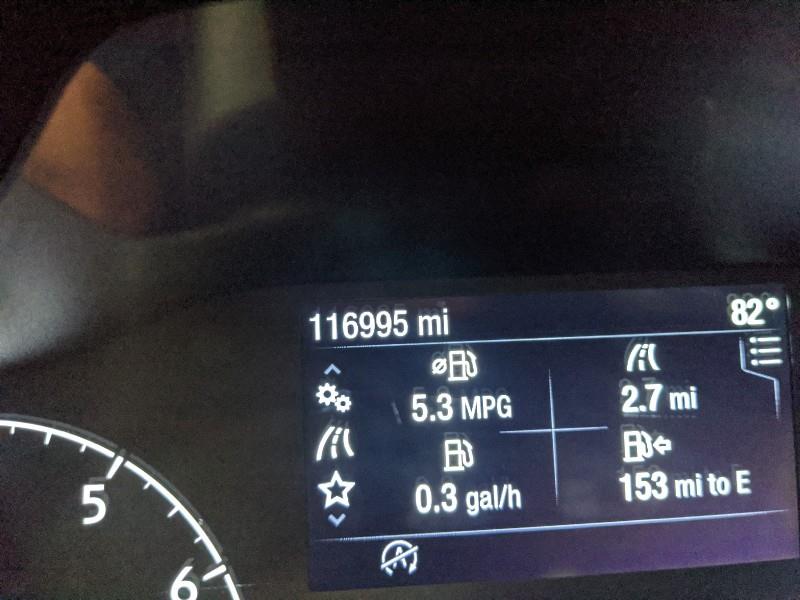 116995 mi 82°
5.3 MPG 2.7 mi
0.3 gal/h 153 mi to E
A
5
6